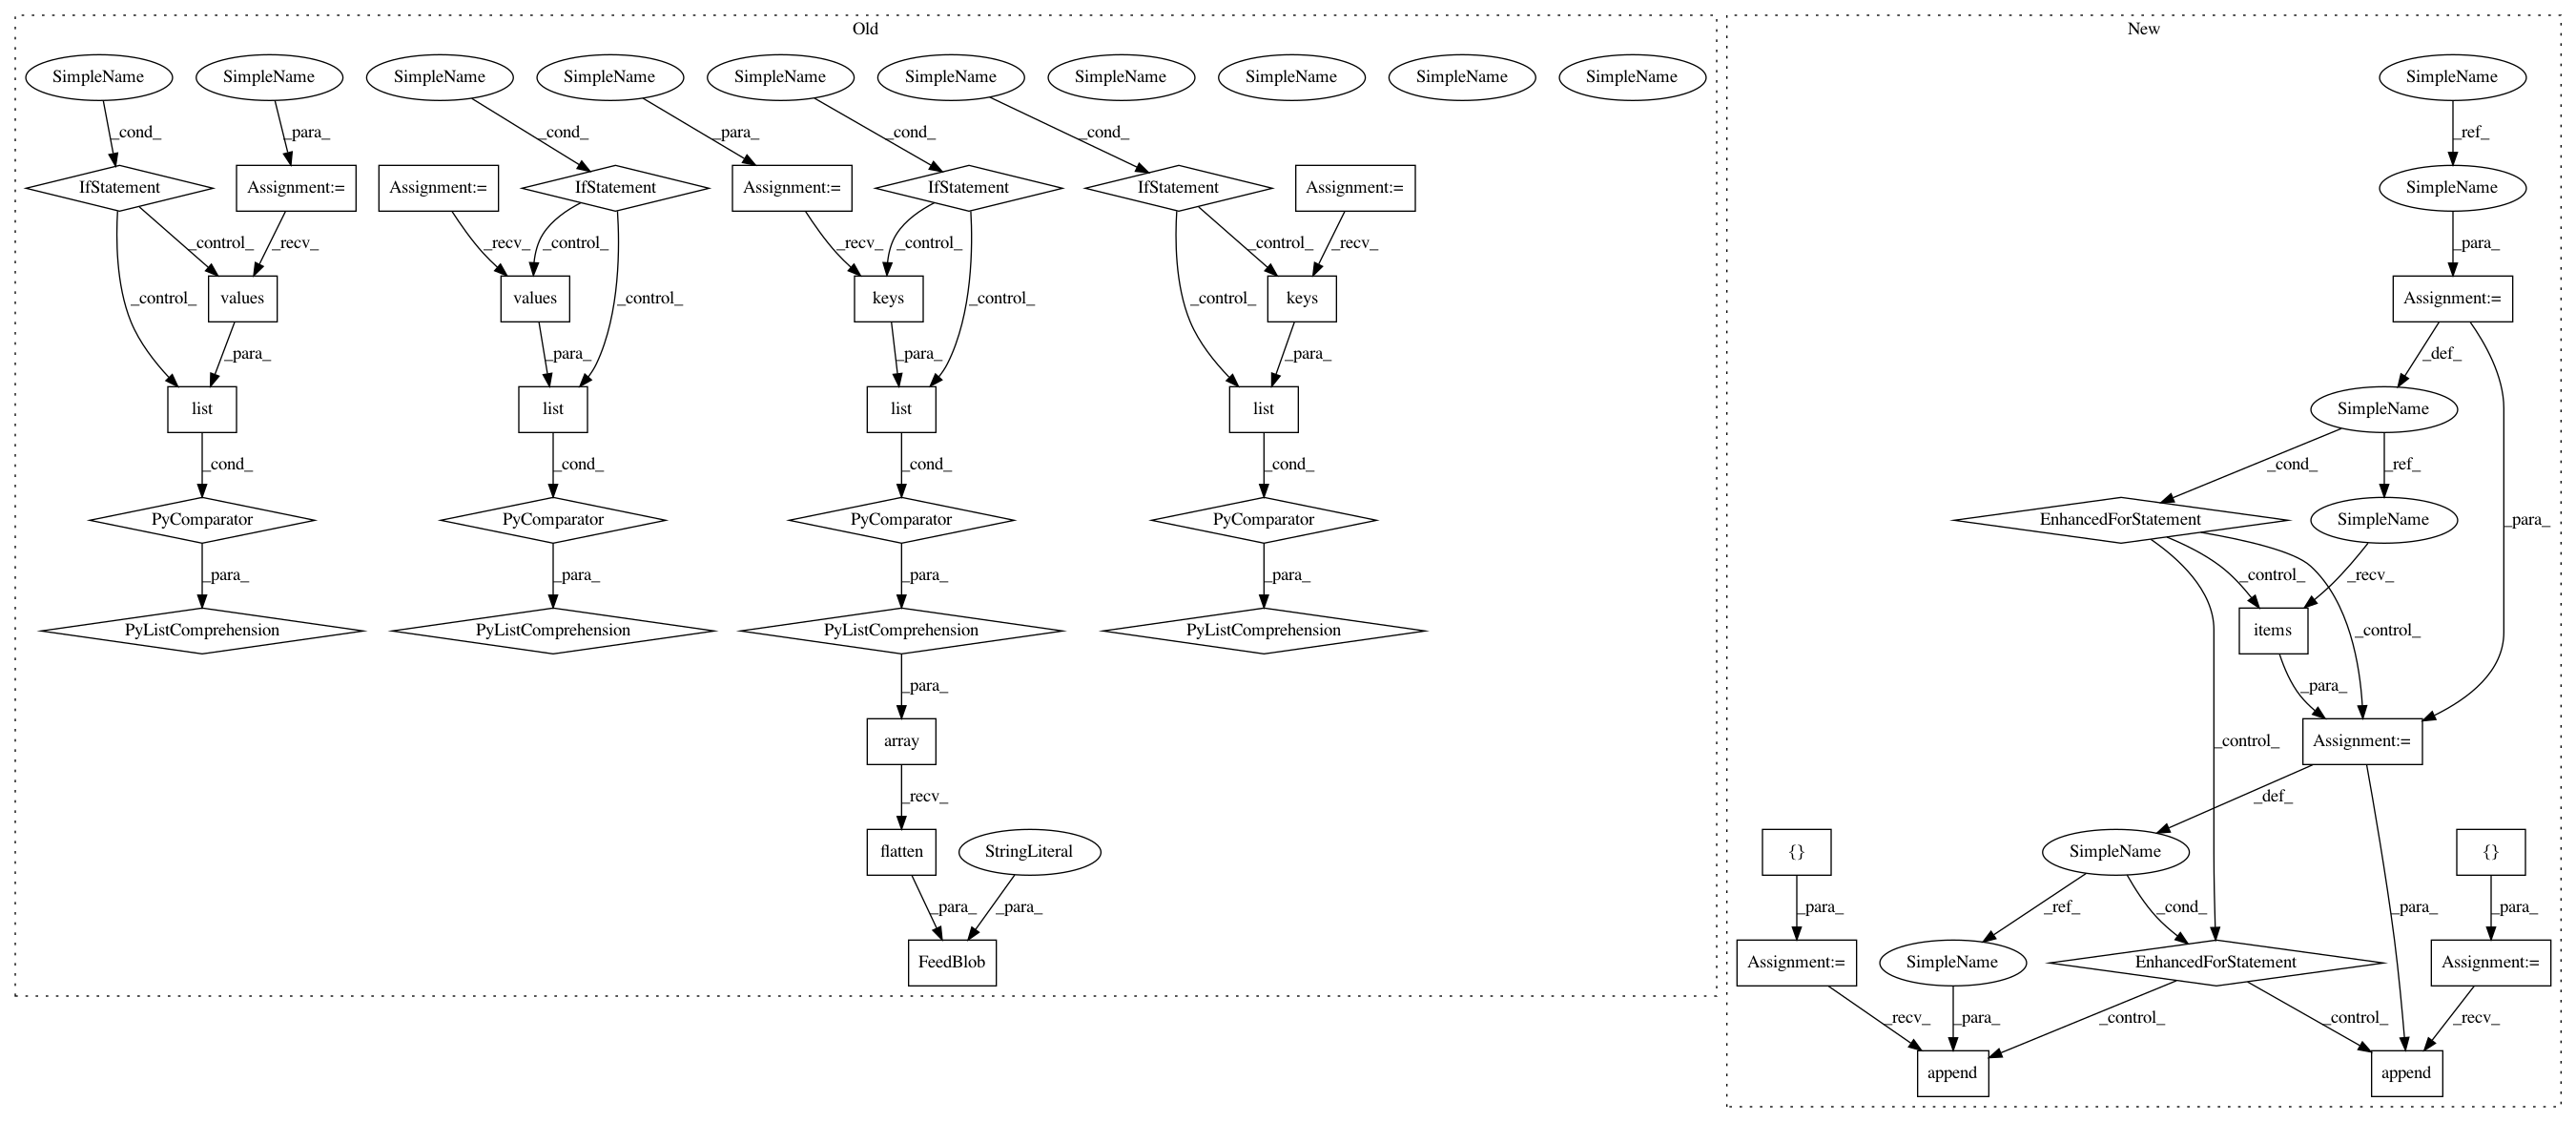 Old
New
SimpleName SimpleName SimpleName SimpleName SimpleName SimpleName SimpleName SimpleName SimpleName SimpleName SimpleName
_cond_ _para_ _cond_ _para_ _cond_ _cond_ _ref_
IfStatement Assignment:= Assignment:= IfStatement Assignment:= IfStatement IfStatement Assignment:= SimpleName
_control_ _recv_ _recv_ _control_ _recv_ _control_ _control_ _recv_ _para_
_control_ values values _control_ keys _control_ _control_ keys Assignment:=
_para_ _para_ _para_ _para_ _def_
list list list list SimpleName
_cond_ _cond_ _cond_ _cond_ _cond_ _ref_
PyComparator PyComparator PyComparator PyComparator EnhancedForStatement SimpleName _para_
_para_ _para_ _para_ _para_ _control_ _recv_
PyListComprehension PyListComprehension PyListComprehension PyListComprehension items _control_
_para_ _para_
array _control_ Assignment:=
_recv_ _def_
flatten StringLiteral {} SimpleName {}
_para_ _para_ _para_ _ref_ _cond_ _para_ _para_
FeedBlob Assignment:= SimpleName EnhancedForStatement Assignment:=
_recv_ _para_ _control_ _control_ _recv_
append append